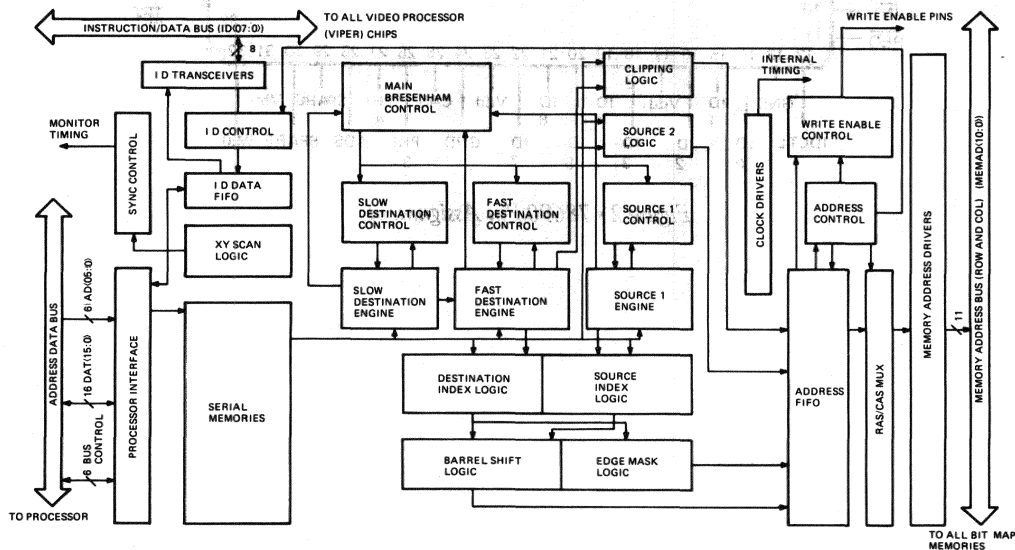 INSTRUCTION/DATA BUS (ID(07:0))
TO ALL VIDEO PROCESSOR
(VIPER) CHIPS
8
WRITE ENABLE PINS
I D TRANSCEIVERS
MAIN
BRESENHAM
CONTROL
CLIPPING
LOGIC
INTERNAL
TIMING
MONITOR
TIMING
SYNC CONTROL
I D CONTROL
SOURCE 2
LOGIC
WRITE ENABLE
CONTROL
I D DATA
FIFO
SLOW
DESTINATION
CONTROL
FAST
DESTINATION
CONTROL
SOURCE 1
CONTROL
CLOCK DRIVERS
ADDRESS
CONTROL
XY SCAN
LOGIC
ADDRESS DATA BUS
6 AD(05:0)
16 DAT(15:0)
6 BUS
CONTROL
PROCESSOR INTERFACE
SERIAL
MEMORIES
SLOW
DESTINATION
ENGINE
FAST
DESTINATION
ENGINE
SOURCE 1
ENGINE
DESTINATION
INDEX LOGIC
SOURCE
INDEX
LOGIC
BARREL SHIFT
LOGIC
EDGE MASK
LOGIC
ADDRESS
FIFO
RAS/CAS MUX
MEMORY ADDRESS DRIVERS
11
MEMORY ADDRESS BUS (ROW AND COL) (MEMAD(10:0)
TO PROCESSOR
TO ALL BIT MAP
MEMORIES